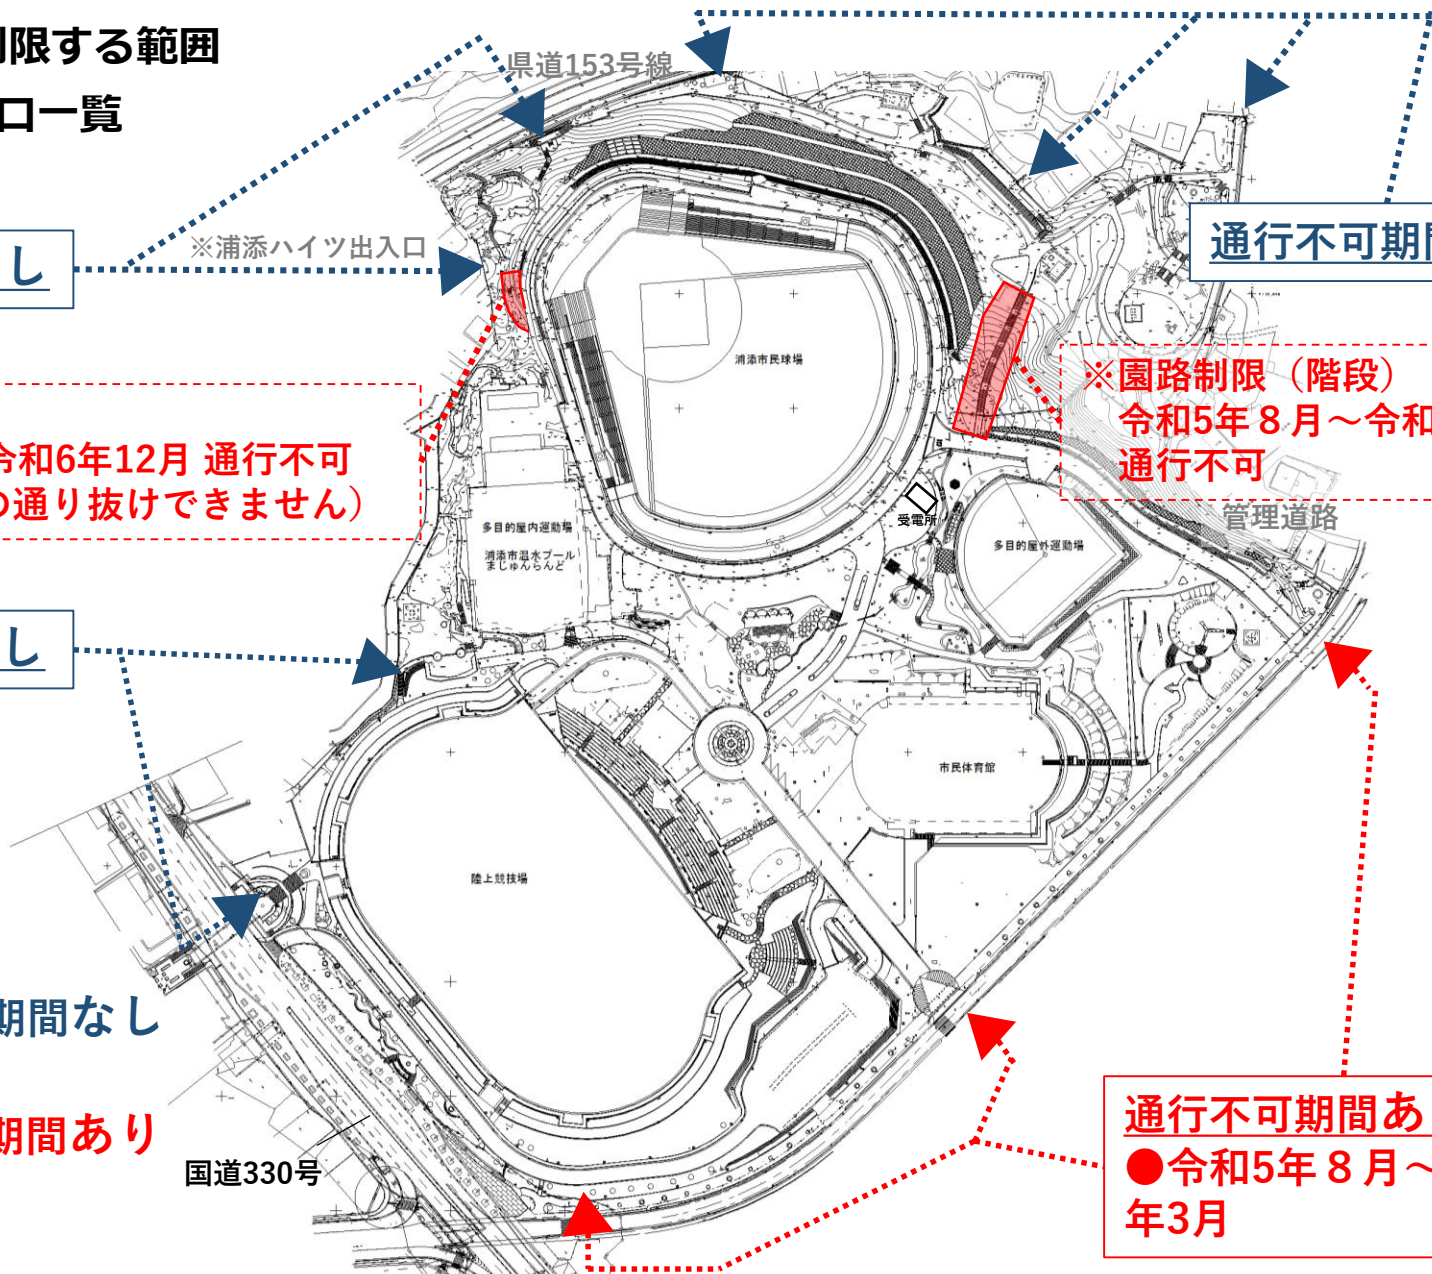 制限する範囲
口一覧
県道153号線
※浦添ハイツ出入口
し
通行不可期間
浦添市民球場
※園路制限（階段）
令和5年８月～令和
通行不可
令和6年12月 通行不可
の通り抜けできません）
管理道路
受電所
多目的屋内運動場
浦添市温水プール
まじゅんらんど
多目的屋外運動場
し
市民体育館
陸上競技場
期間なし
期間あり
国道330号
通行不可期間あ
●令和5年８月～
年3月